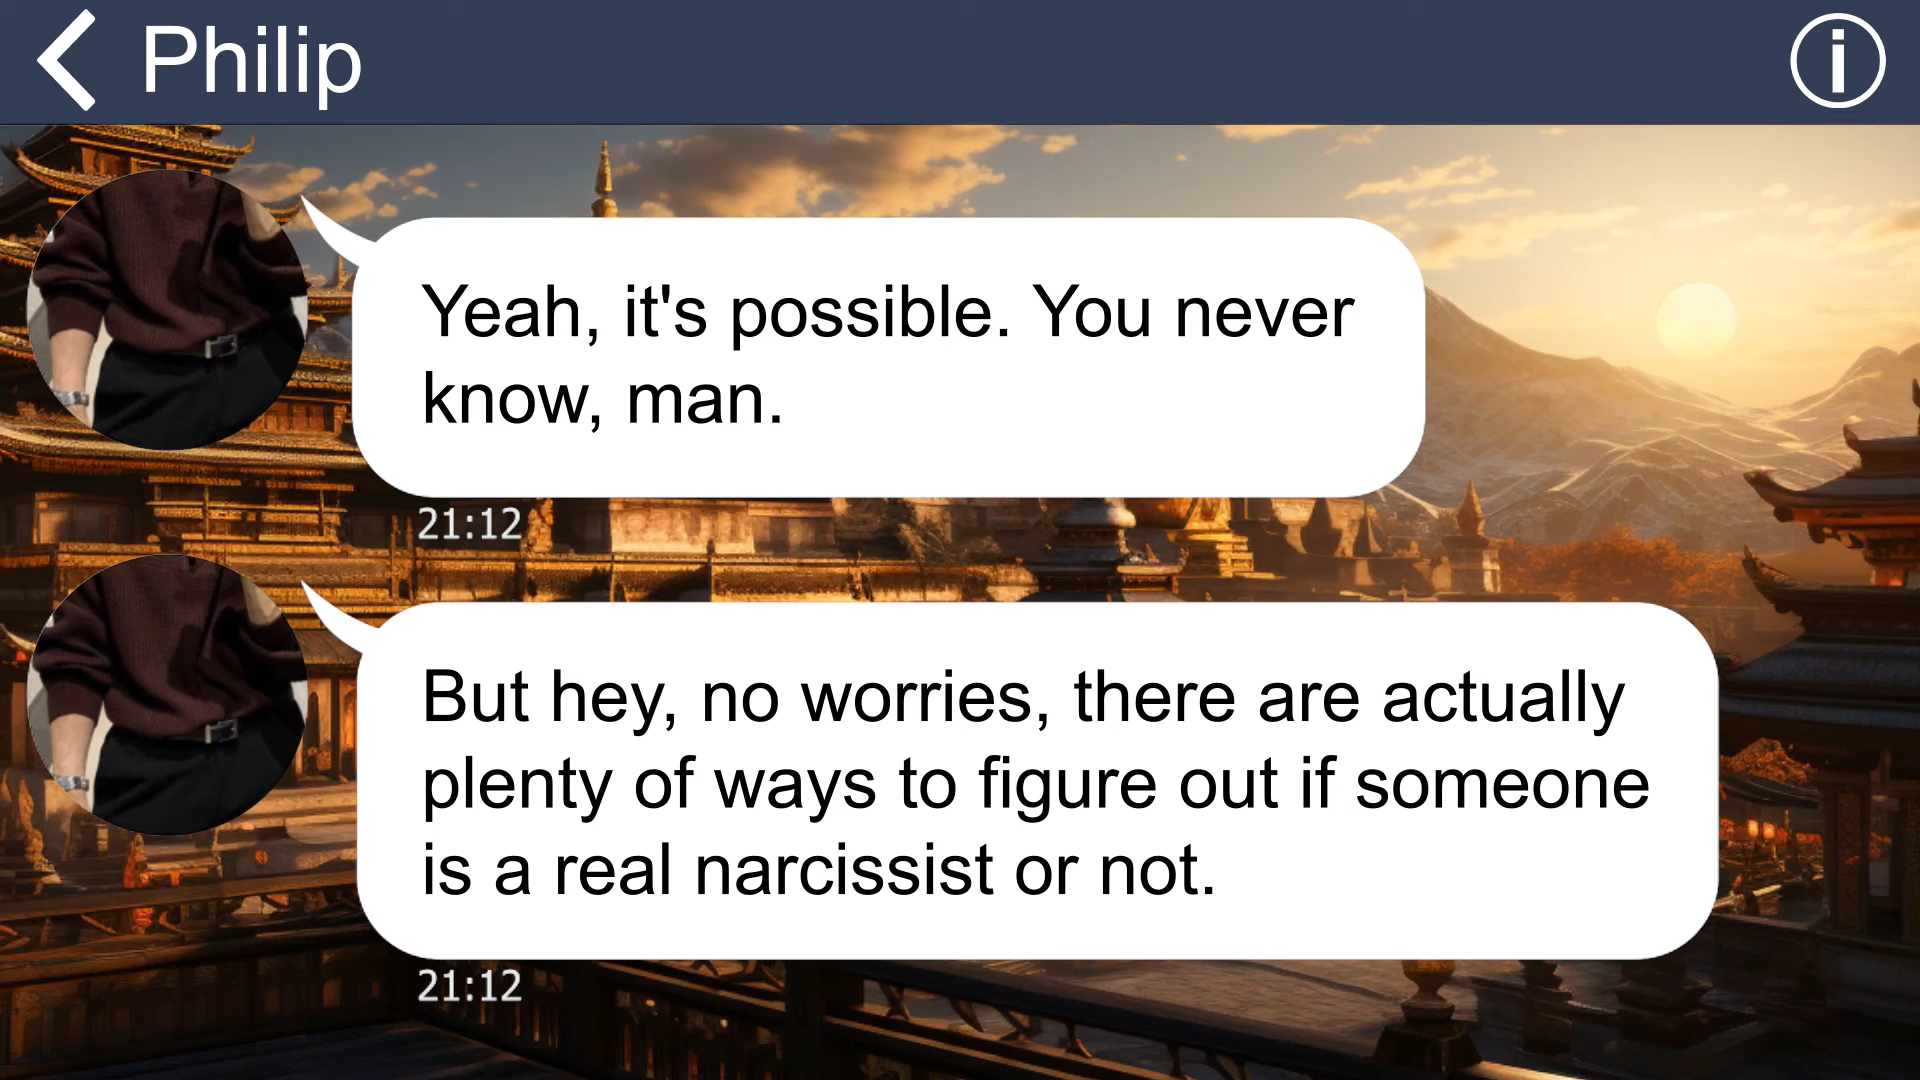 Philip
Yeah, it's possible. You never
know, man.
21:12
But hey, no worries, there are actually
plenty of ways to figure out if someone
is a real narcissist or not.
21:12